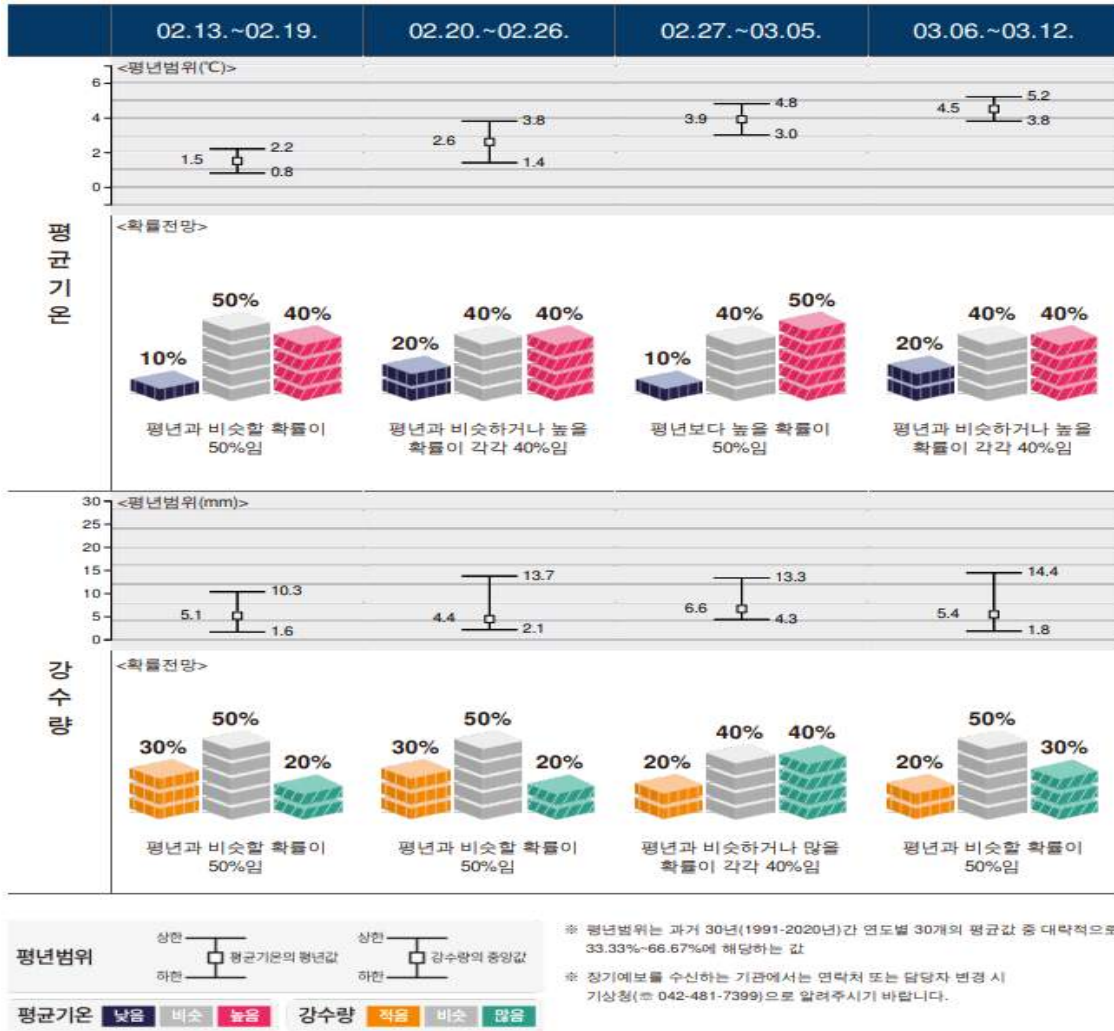 02.13.~02.19. 02.20.~02.26. 02.27.~03.05. 03.06.~03.12.
평균기온
<평년범위(℃)>
6
4
2
0
2.2
1.5
0.8
3.8
2.6
1.4
4.8
3.9
3.0
5.2
4.5
3.8
<확률전망>
10% 50% 40%
20% 40% 40%
10% 40% 50%
20% 40% 40%
평년과 비슷할 확률이
50%임
평년과 비슷하거나 높을
확률이 각각 40%임
평년보다 높을 확률이
50%임
평년과 비슷하거나 높을
확률이 각각 40%임
강수량
<평년범위(mm)>
30
25
20
15
10
5
0
10.3
5.1
1.6
13.7
4.4
2.1
13.3
6.6
4.3
14.4
5.4
1.8
<확률전망>
30% 50% 20%
30% 50% 20%
20% 40% 40%
20% 50% 30%
평년과 비슷할 확률이
50%임
평년과 비슷할 확률이
50%임
평년과 비슷하거나 많을
확률이 각각 40%임
평년과 비슷할 확률이
50%임
평년범위
상한
평균기온의 평년값
하한
상한
강수량의 중앙값
하한
평균기온 낮음 비슷 높음 강수량 적음 비슷 많음
※ 평년범위는 과거 30년(1991-2020년)간 연도별 30개의 평균값 중 대략적으로
33.33%~66.67%에 해당하는 값
※ 장기예보를 수신하는 기관에서는 연락처 또는 담당자 변경 시
기상청(☎ 042-481-7399)으로 알려주시기 바랍니다.